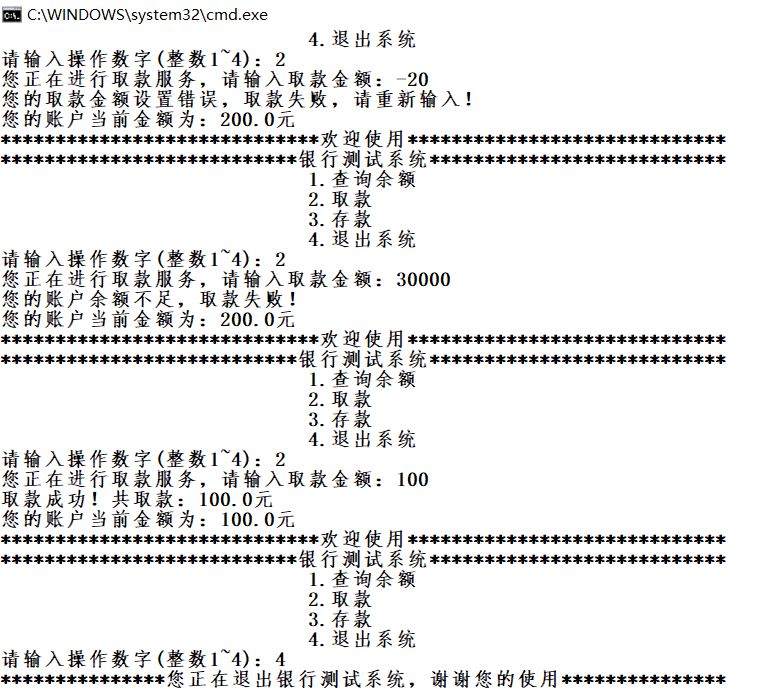 C:\WINDOWS\system32\cmd.exe
4.退出系统
请输入操作数字(整数1~4): 2
您正在进行取款服务，请输入取款金额: -20
您的取款金额设置错误，取款失败，请重新输入！
您的账户当前金额为: 200.0元
*****************************欢迎使用*****************************
***************************银行测试系统***************************
1.查询余额
2.取款
3.存款
4.退出系统
请输入操作数字(整数1~4): 2
您正在进行取款服务，请输入取款金额: 30000
您的账户余额不足，取款失败！
您的账户当前金额为: 200.0元
*****************************欢迎使用*****************************
***************************银行测试系统***************************
1.查询余额
2.取款
3.存款
4.退出系统
请输入操作数字(整数1~4): 2
您正在进行取款服务，请输入取款金额: 100
取款成功！共取款: 100.0元
您的账户当前金额为: 100.0元
*****************************欢迎使用*****************************
***************************银行测试系统***************************
1.查询余额
2.取款
3.存款
4.退出系统
请输入操作数字(整数1~4): 4
***************您正在退出银行测试系统，谢谢您的使用***************